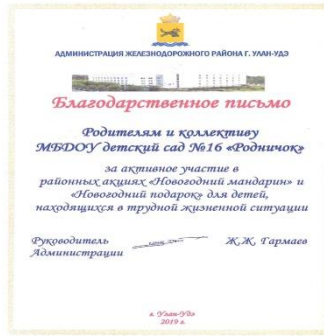 АДМИНИСТРАЦИЯ ЖЕЛЕЗНОДОРОЖНОГО РАЙОНА Г. УЛАН-УДЭ
Благодарственное письмо
Родителям и коллективу
МБДОУ детский сад №16 «Родничок»
за активное участие в
районных акциях «Новогодний мандарин» и
«Новогодний подарок» для детей,
находящихся в трудной жизненной ситуации
Руководитель Ж.Ж. Гармаев
Администрации
г. Улан-Удэ
2019 г.